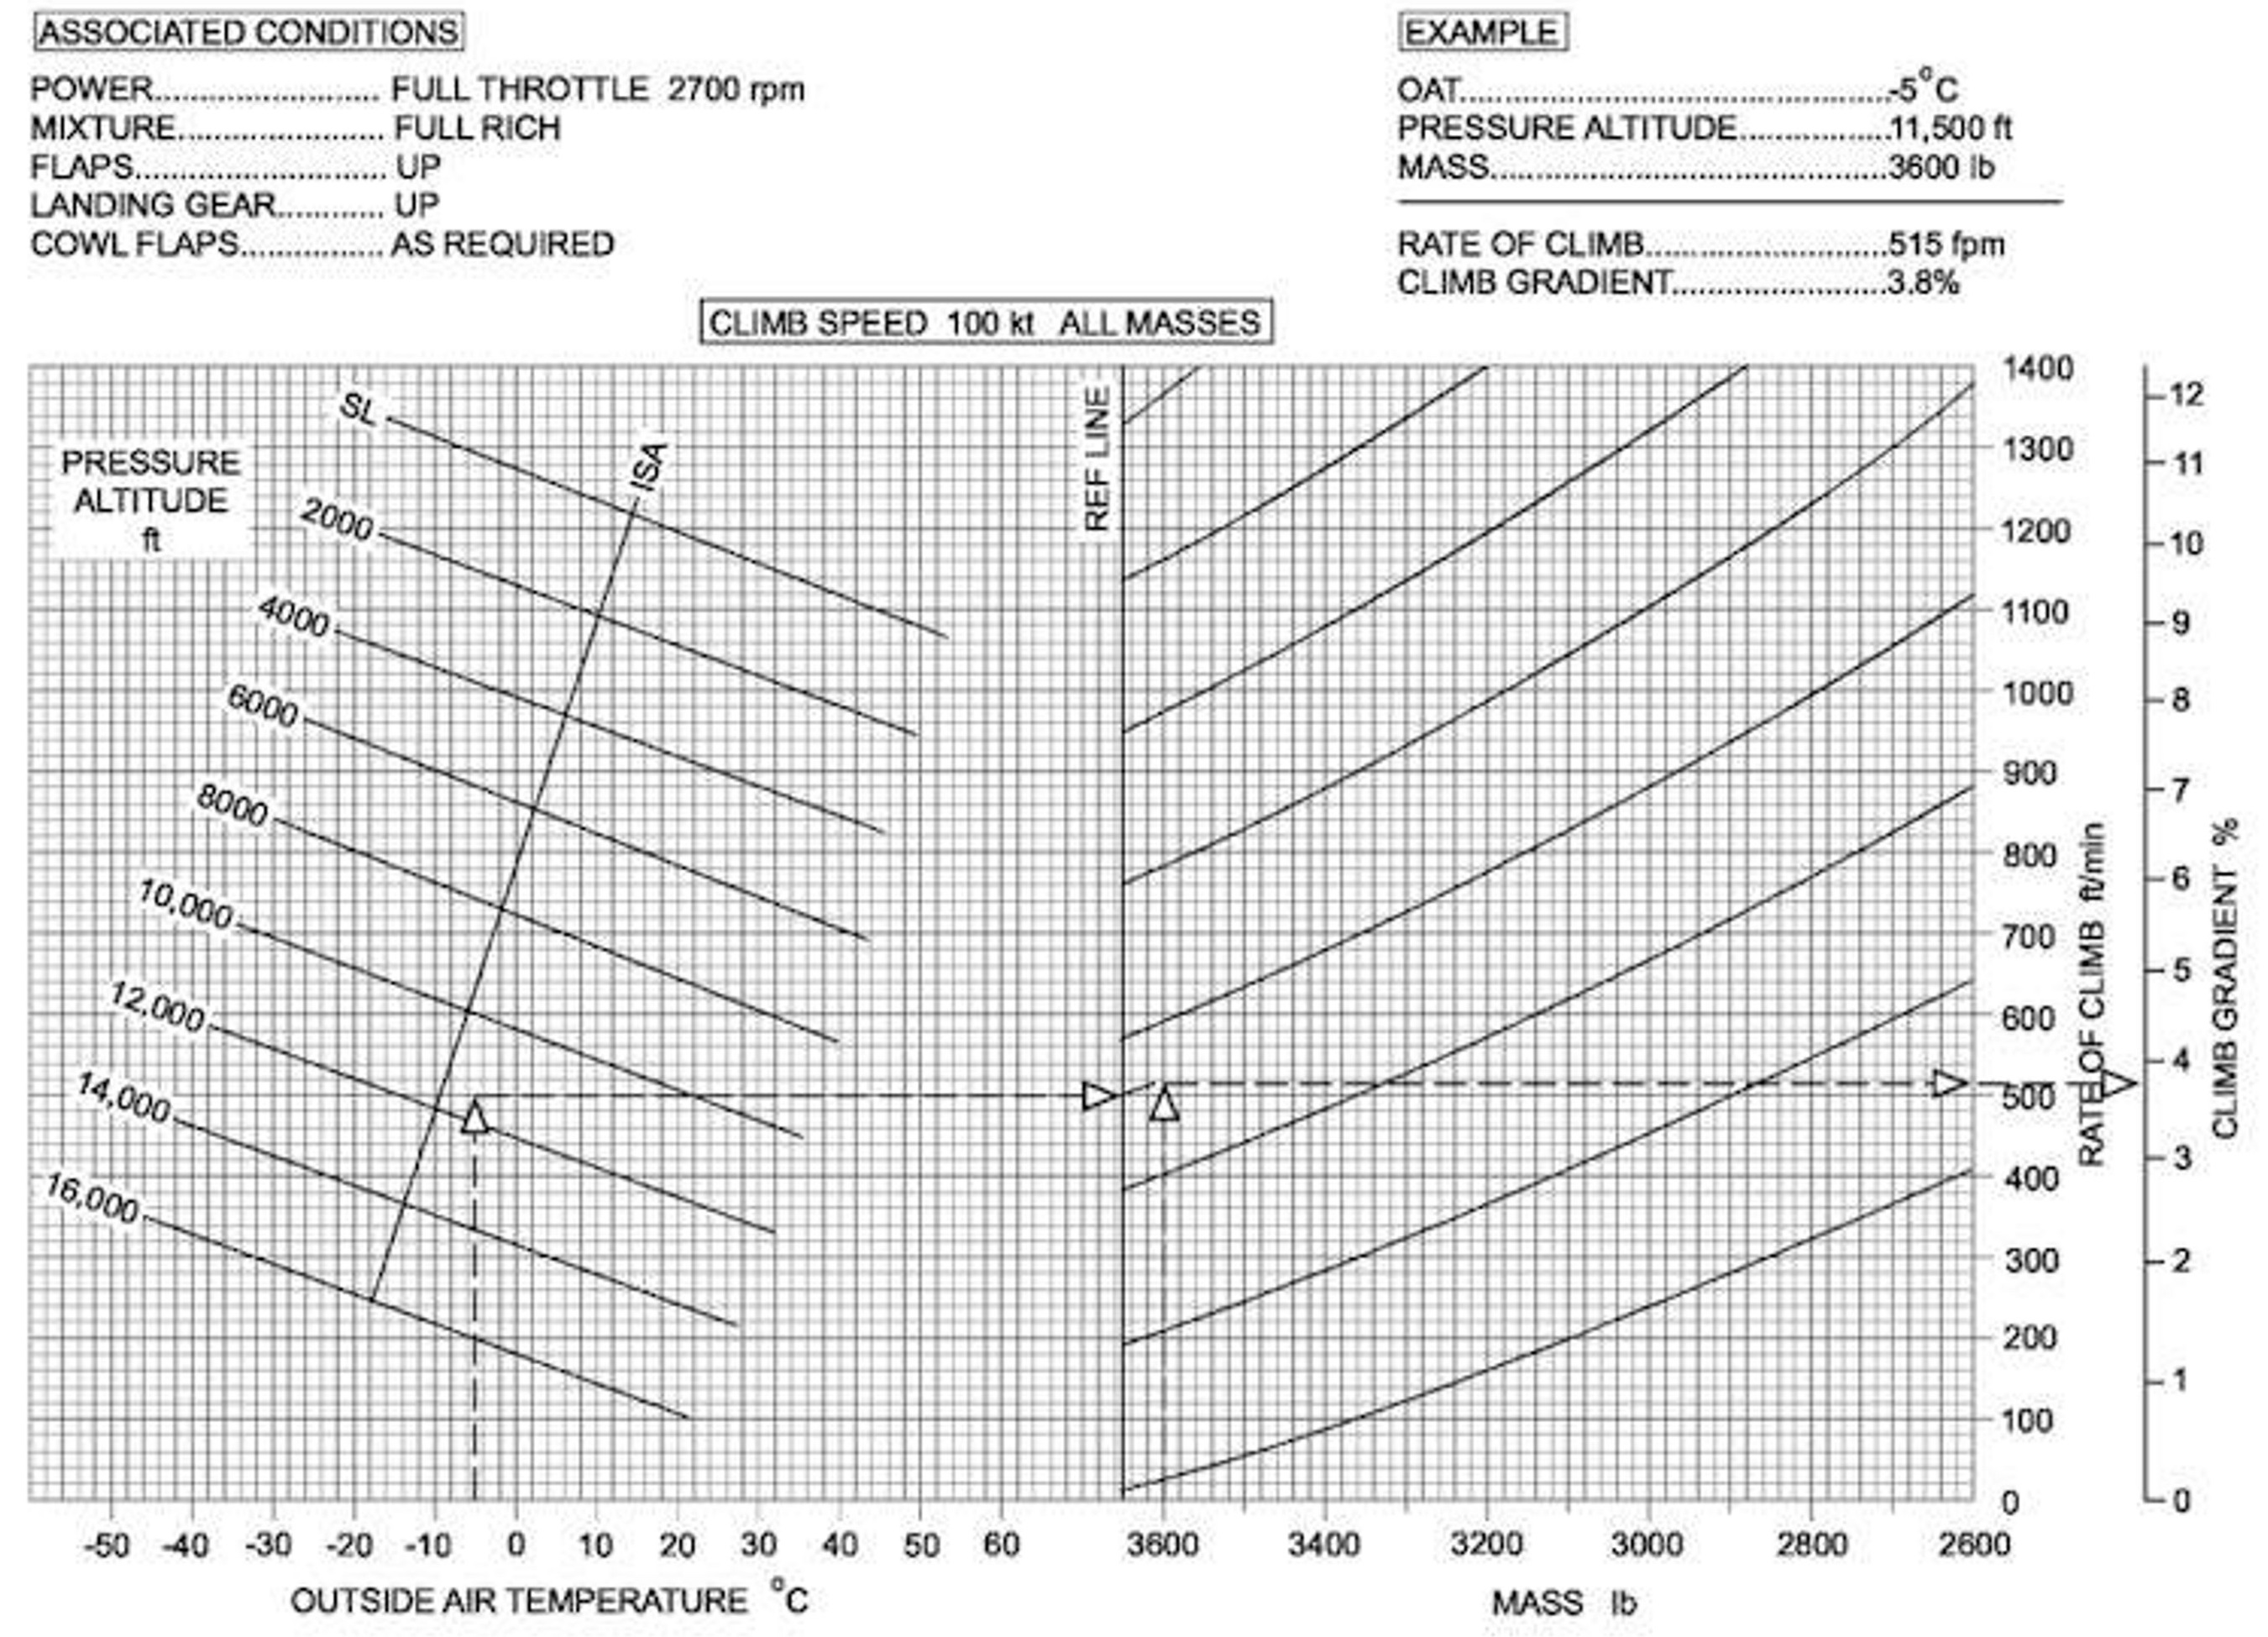 ASSOCIATED CONDITIONS
POWER......................... FULL THROTTLE 2700 rpm
MIXTURE....................... FULL RICH
FLAPS............................ UP
LANDING GEAR............ UP
COWL FLAPS................ AS REQUIRED
EXAMPLE
OAT................................................-5°C
PRESSURE ALTITUDE.................11,500 ft
MASS.............................................3600 lb
RATE OF CLIMB...........................515 fpm
CLIMB GRADIENT........................3.8%
CLIMB SPEED 100 kt ALL MASSES
PRESSURE
ALTITUDE
ft
SL
2000
4000
6000
8000
10,000
12,000
14,000
16,000
ISA
REF LINE
1400
1300
1200
1100
1000
900
800
700
600
500
400
300
200
100
0
RATE OF CLIMB ft/min
12
11
10
9
8
7
6
5
4
3
2
1
0
CLIMB GRADIENT %
-50 -40 -30 -20 -10 0 10 20 30 40 50 60
3600 3400 3200 3000 2800 2600
OUTSIDE AIR TEMPERATURE °C
MASS lb